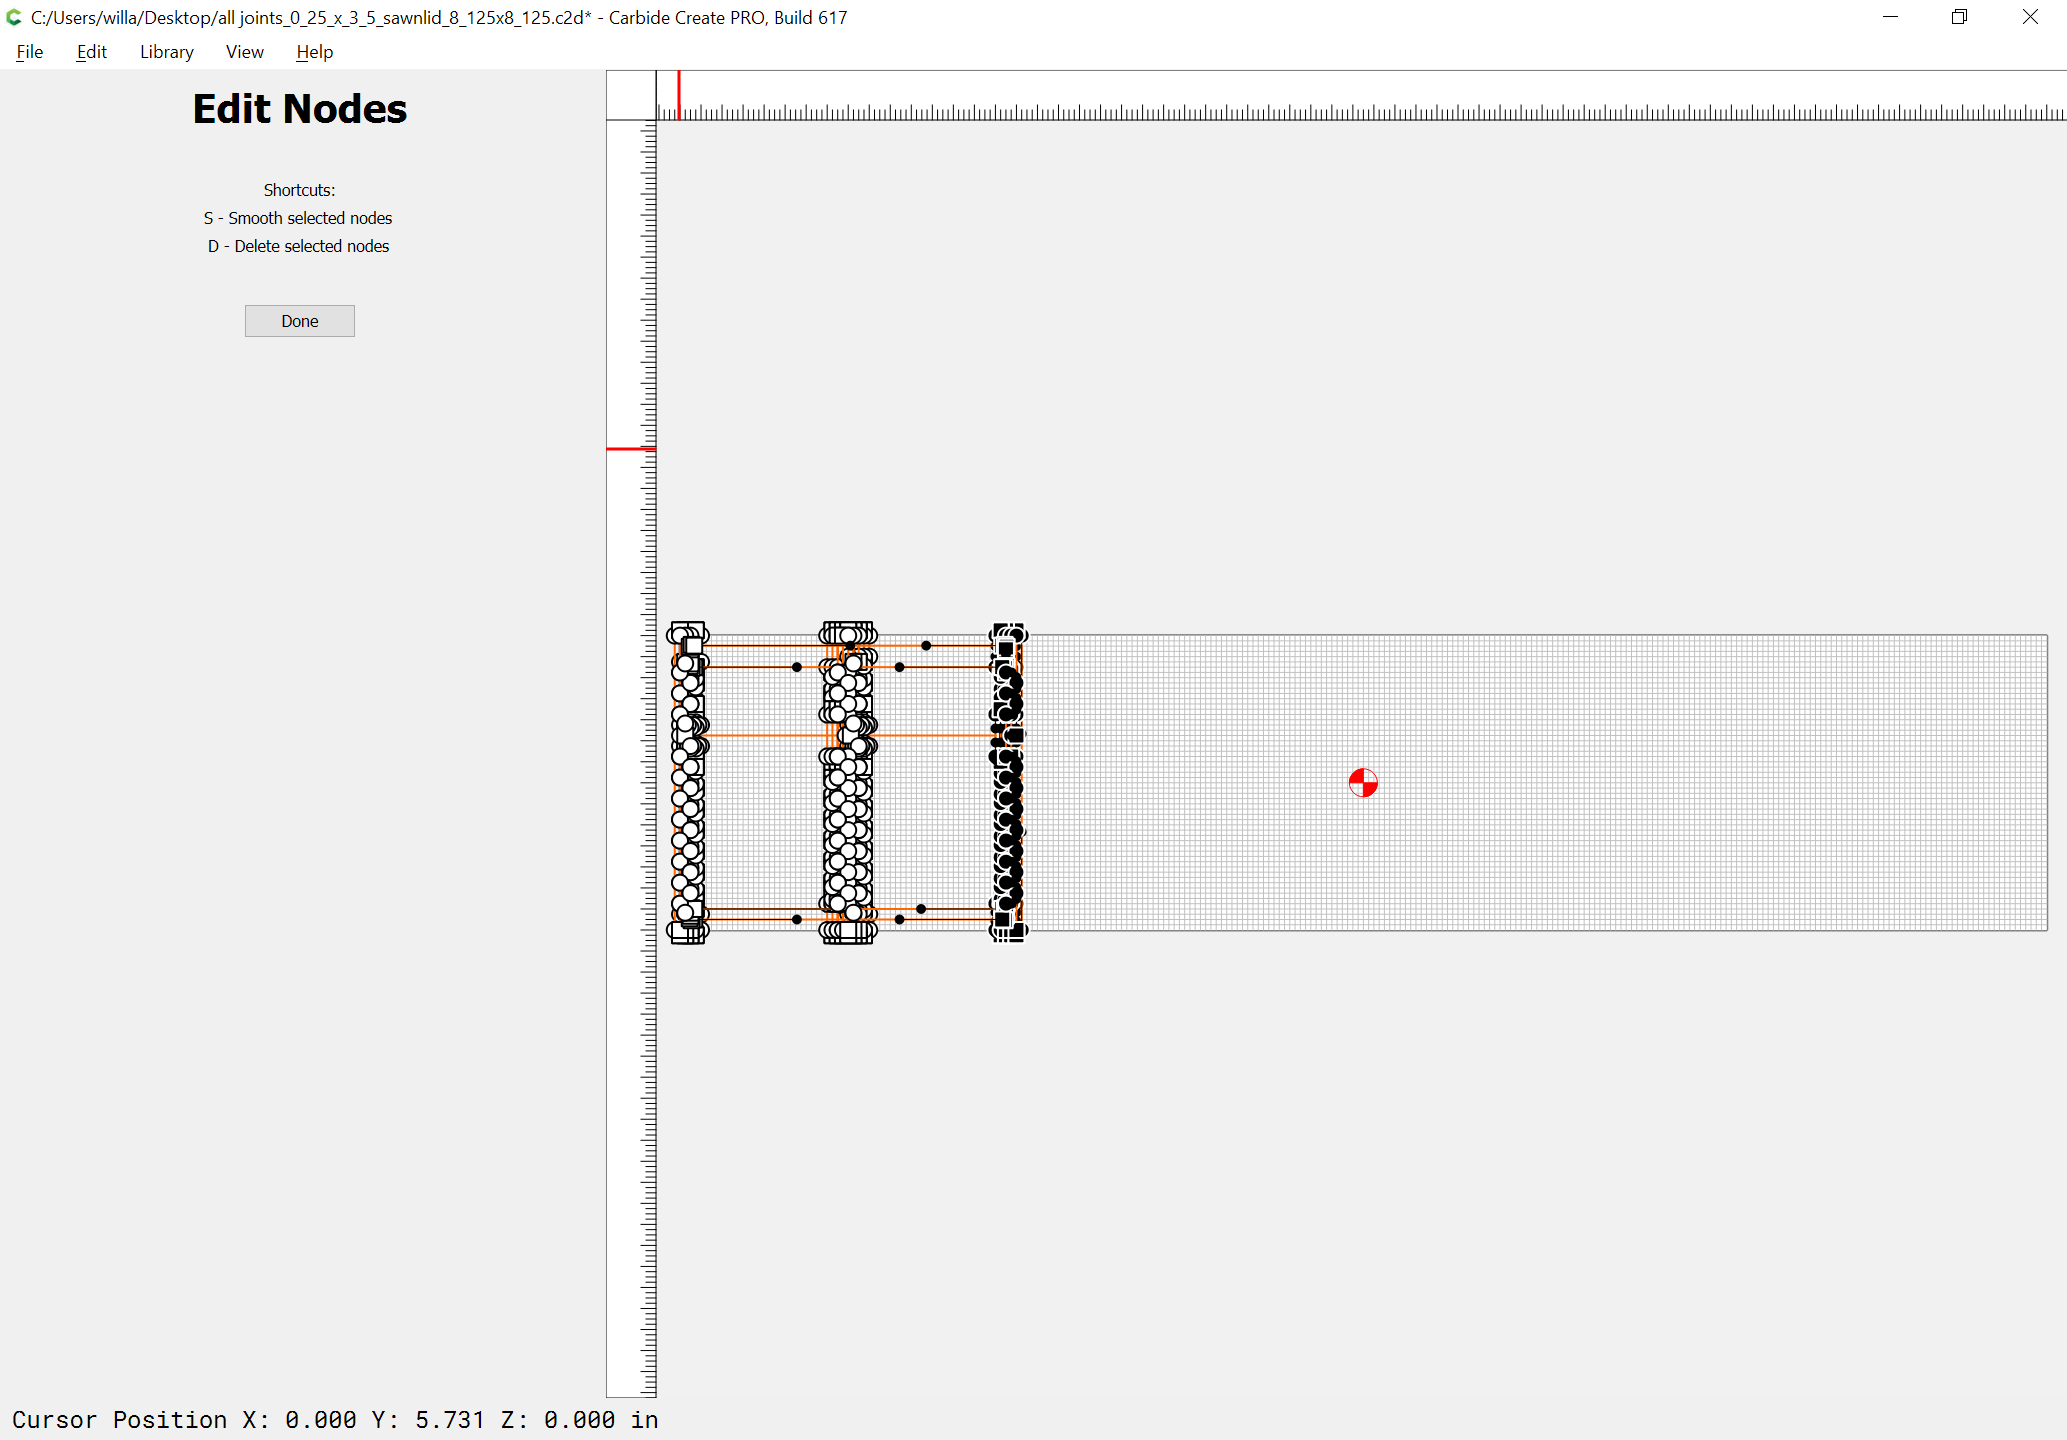 C:/Users/willa/Desktop/all joints_0_25_x_3_5_sawnlid_8_125x8_125.c2d* - Carbide Create PRO, Build 617
File Edit Library View Help
Edit Nodes
Shortcuts:
S - Smooth selected nodes
D - Delete selected nodes
Done
Cursor Position X: 0.000 Y: 5.731 Z: 0.000 in